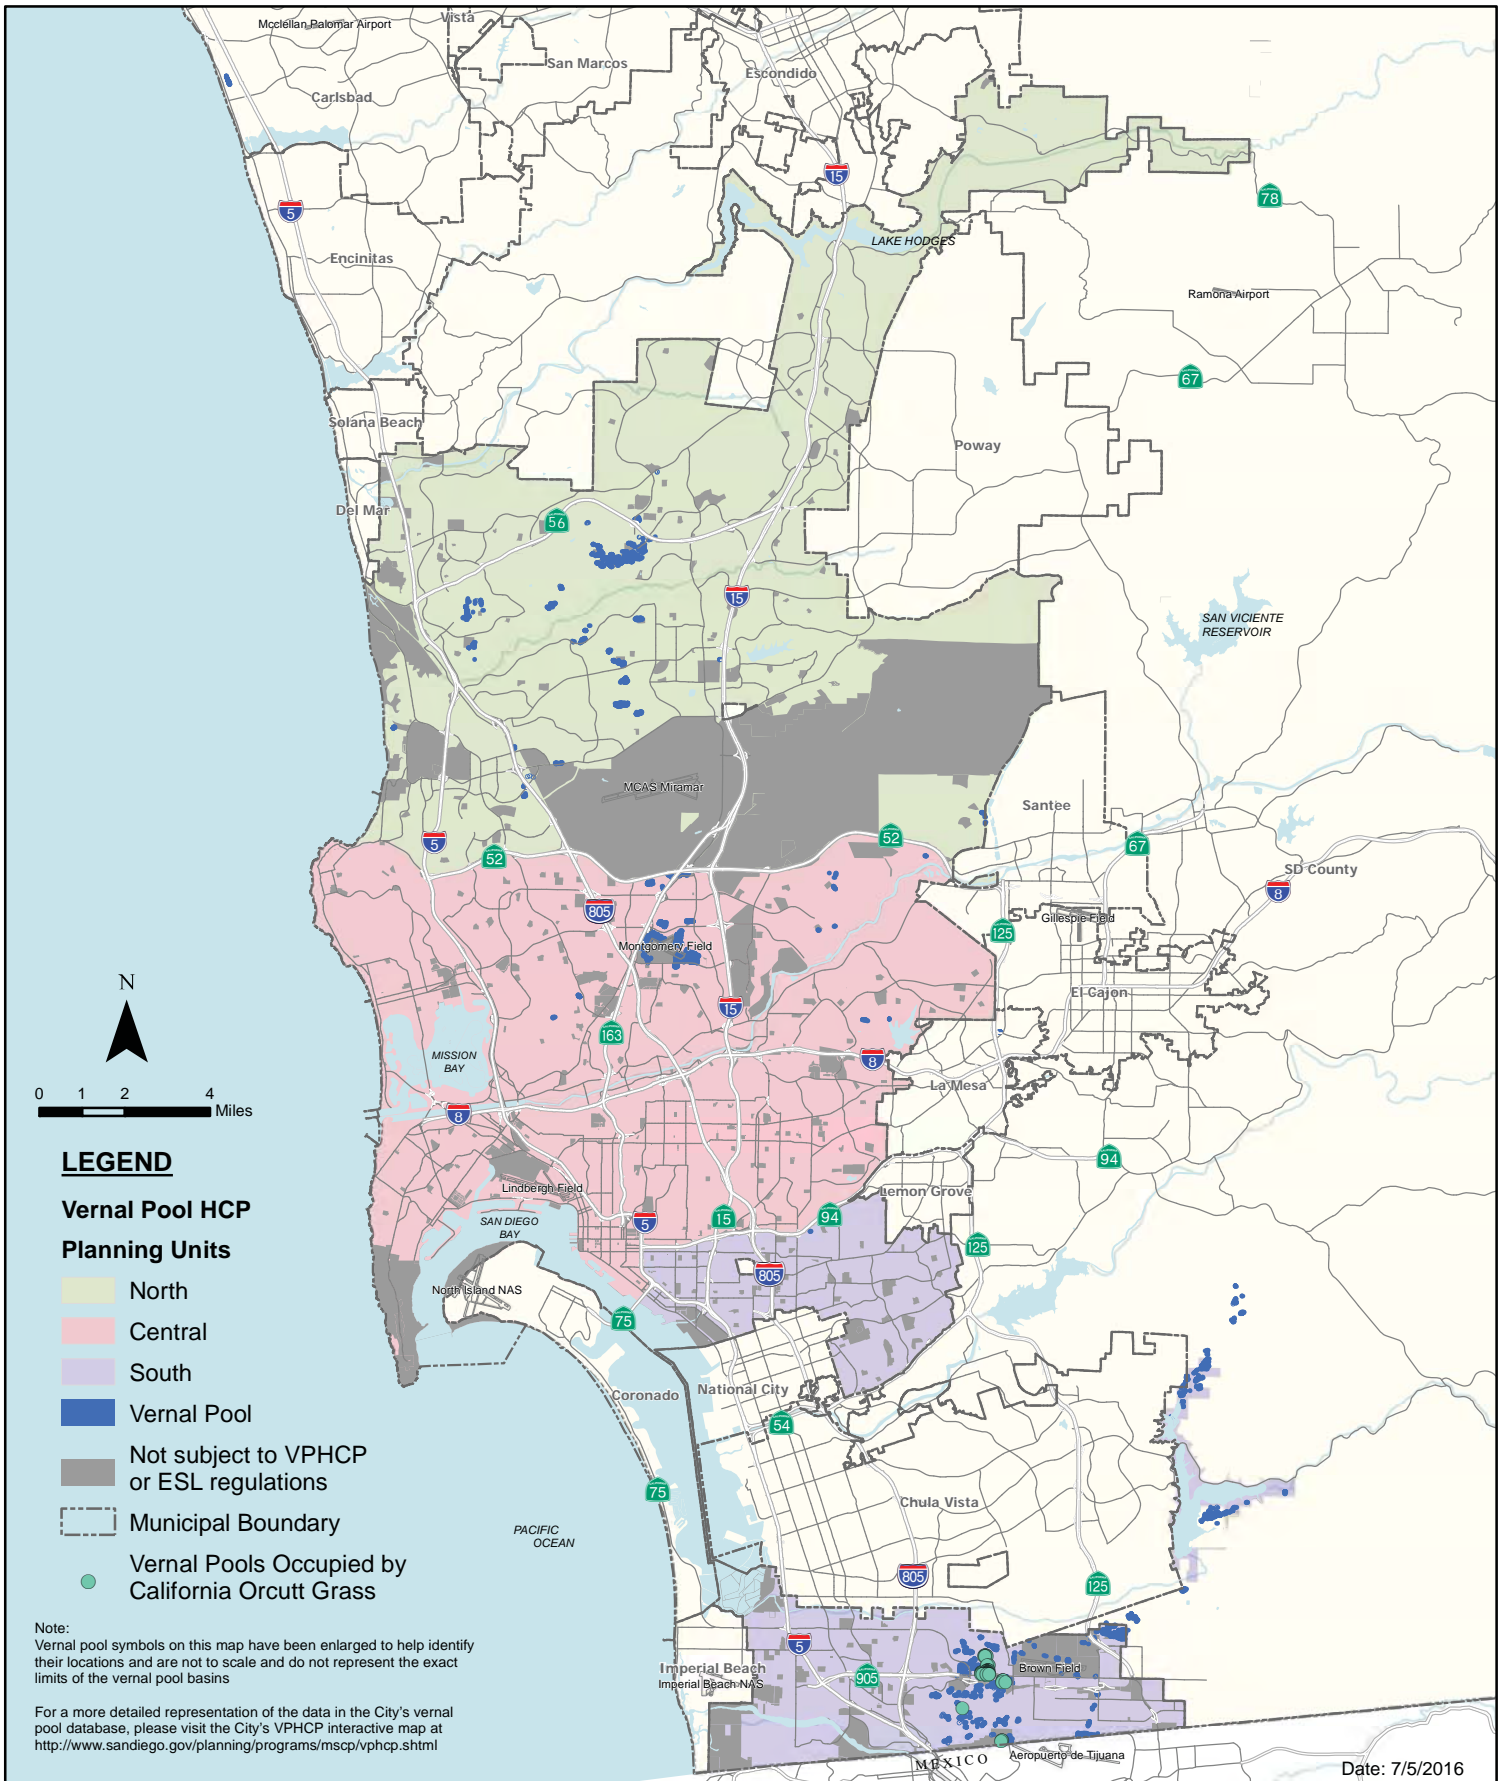 Mcclellan Palomar Airport
Vista
San Marcos
Escondido
Carlsbad
15
78
5
LAKE HODGES
Encinitas
Ramona Airport
67
Solana Beach
Poway
Del Mar
56
15
SAN VICIENTE
RESERVOIR
MCAS Miramar
Santee
5
52
52
67
SD County
8
805
Gillespie Field
125
Montgomery Field
N
El Cajon
15
163
MISSION
BAY
8
La Mesa
0 1 2 4
Miles
8
94
LEGEND
Vernal Pool HCP
Planning Units
North
Central
South
Vernal Pool
Not subject to VPHCP
or ESL regulations
Municipal Boundary
Vernal Pools Occupied by
California Orcutt Grass
Lindbergh Field
Lemon Grove
SAN DIEGO
BAY
5
15
94
125
805
North Island NAS
75
Coronado
National City
54
75
Chula Vista
PACIFIC
OCEAN
805
125
5
Imperial Beach
Imperial Beach NAS
905
Brown Field
MEXICO
Aeropuerto de Tijuana
Note:
Vernal pool symbols on this map have been enlarged to help identify
their locations and are not to scale and do not represent the exact
limits of the vernal pool basins
For a more detailed representation of the data in the City's vernal
pool database, please visit the City's VPHCP interactive map at
http://www.sandiego.gov/planning/programs/mscp/vphcp.shtml
Date: 7/5/2016